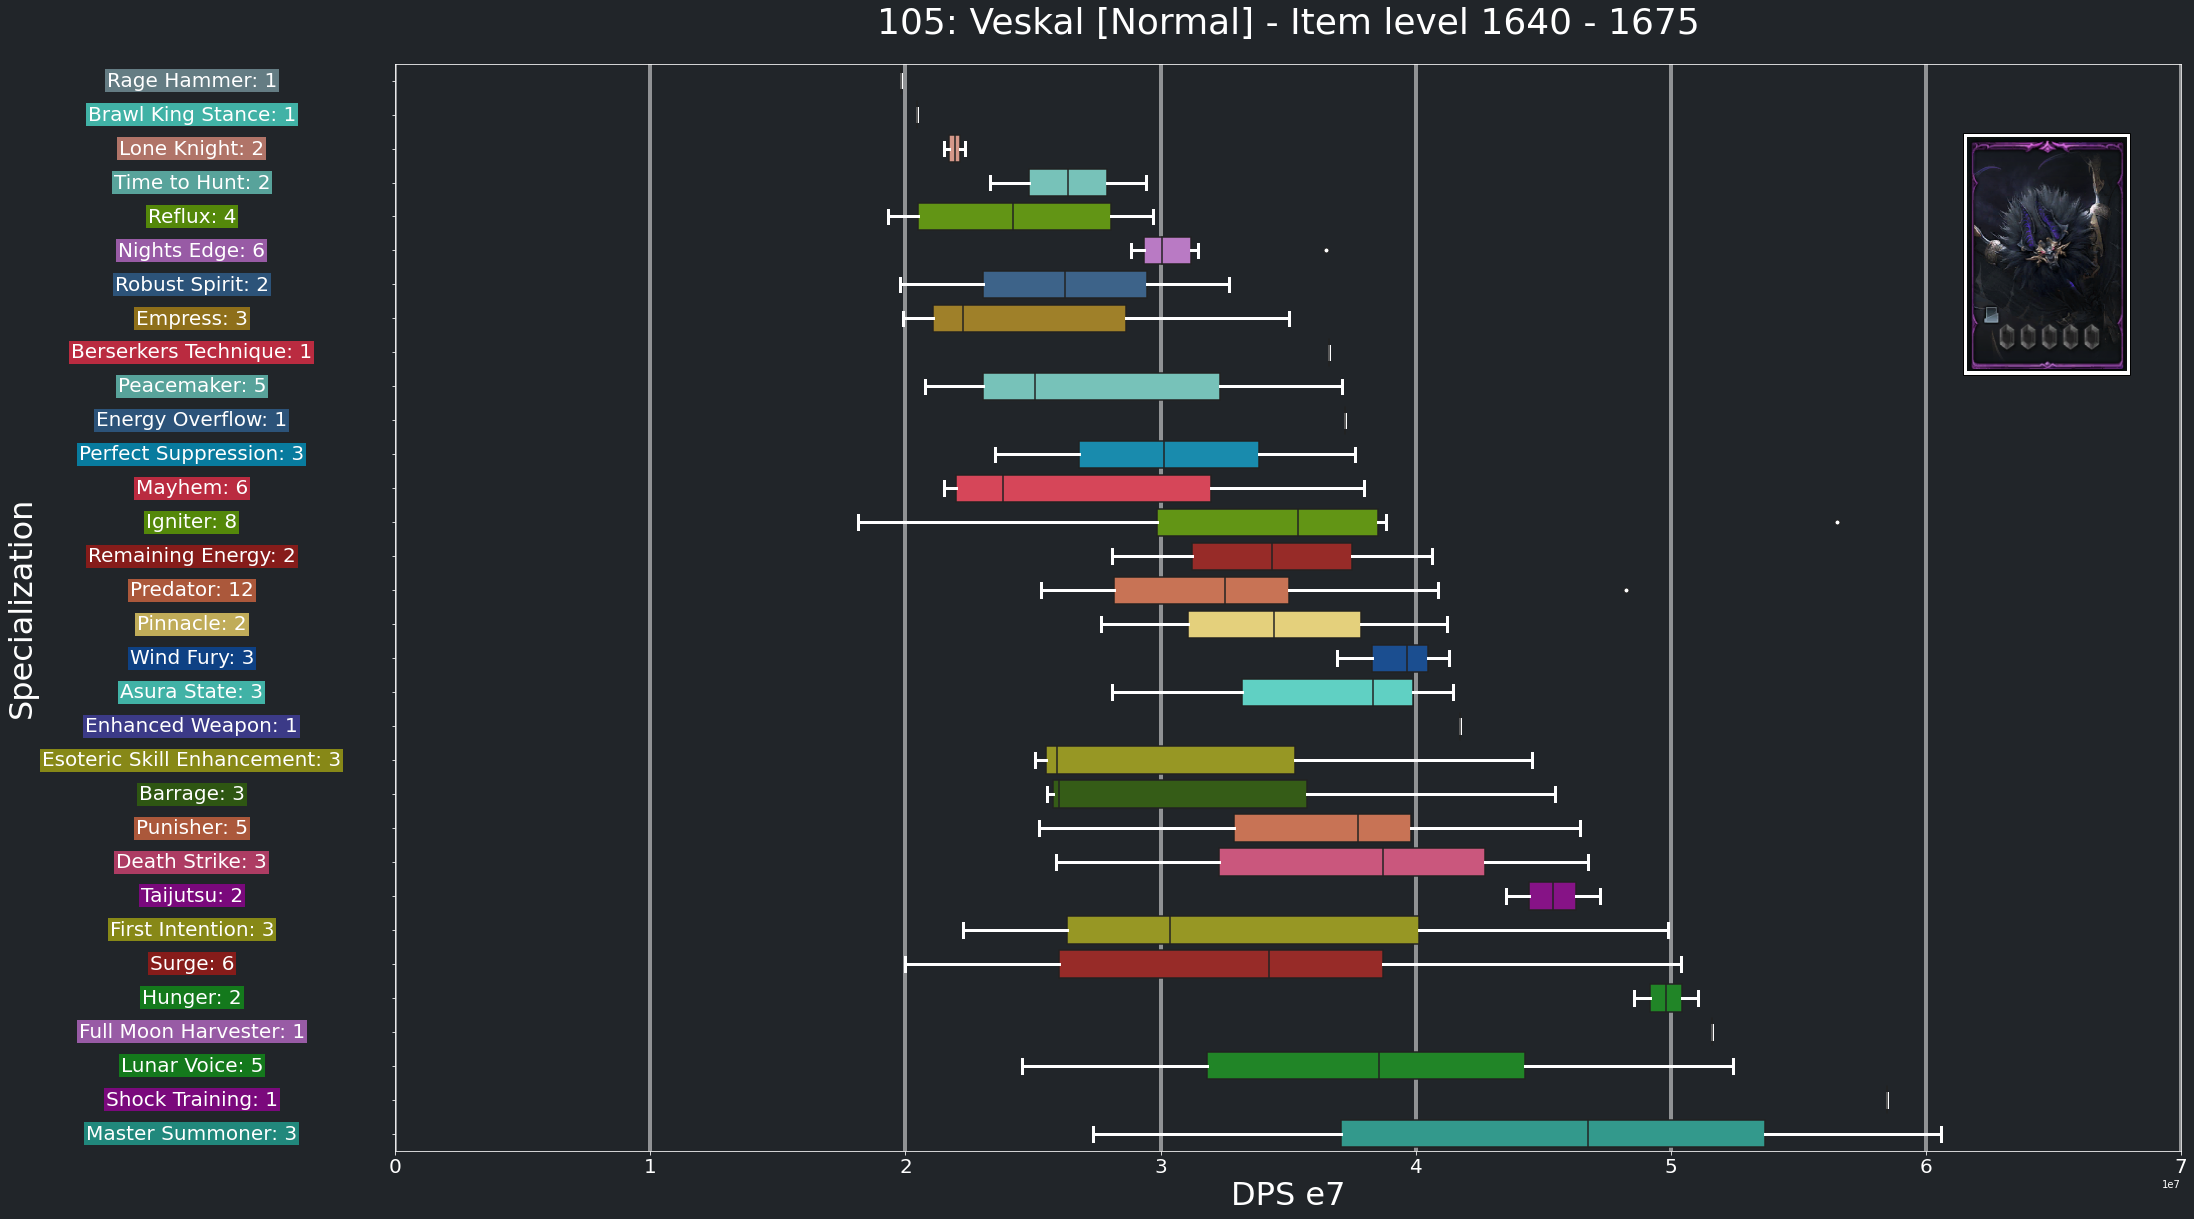 105: Veskal [Normal] - Item level 1640 - 1675
Specialization
Rage Hammer: 1
Brawl King Stance: 1
Lone Knight: 2
Time to Hunt: 2
Reflux: 4
Nights Edge: 6
Robust Spirit: 2
Empress: 3
Berserkers Technique: 1
Peacemaker: 5
Energy Overflow: 1
Perfect Suppression: 3
Mayhem: 6
Igniter: 8
Remaining Energy: 2
Predator: 12
Pinnacle: 2
Wind Fury: 3
Asura State: 3
Enhanced Weapon: 1
Esoteric Skill Enhancement: 3
Barrage: 3
Punisher: 5
Death Strike: 3
Taijutsu: 2
First Intention: 3
Surge: 6
Hunger: 2
Full Moon Harvester: 1
Lunar Voice: 5
Shock Training: 1
Master Summoner: 3
0 1 2 3 4 5 6 7
1e7
DPS e7